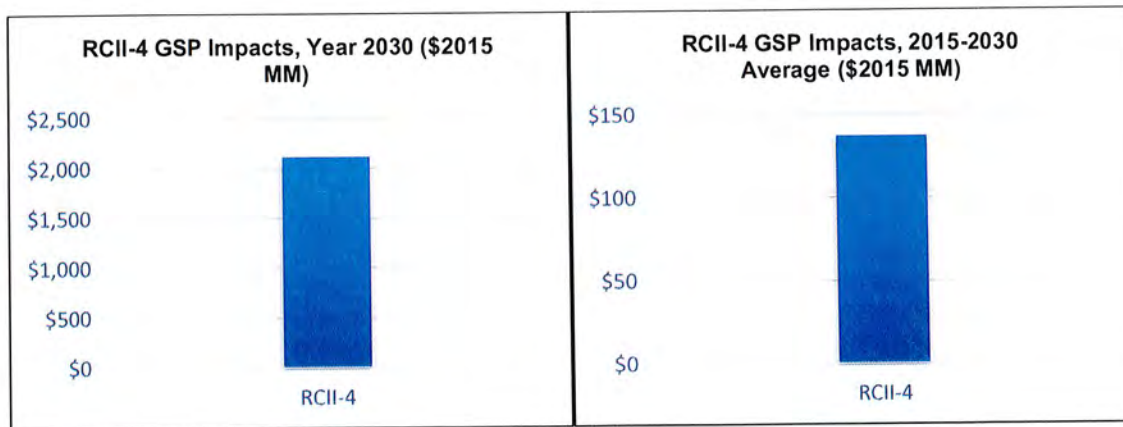 RCII-4 GSP Impacts, Year 2030 ($2015
MM)
$2,500
$2,000
$1,500
$1,000
$500
$0
RCII-4
RCII-4 GSP Impacts, 2015-2030
Average ($2015 MM)
$150
$100
$50
$0
RCII-4